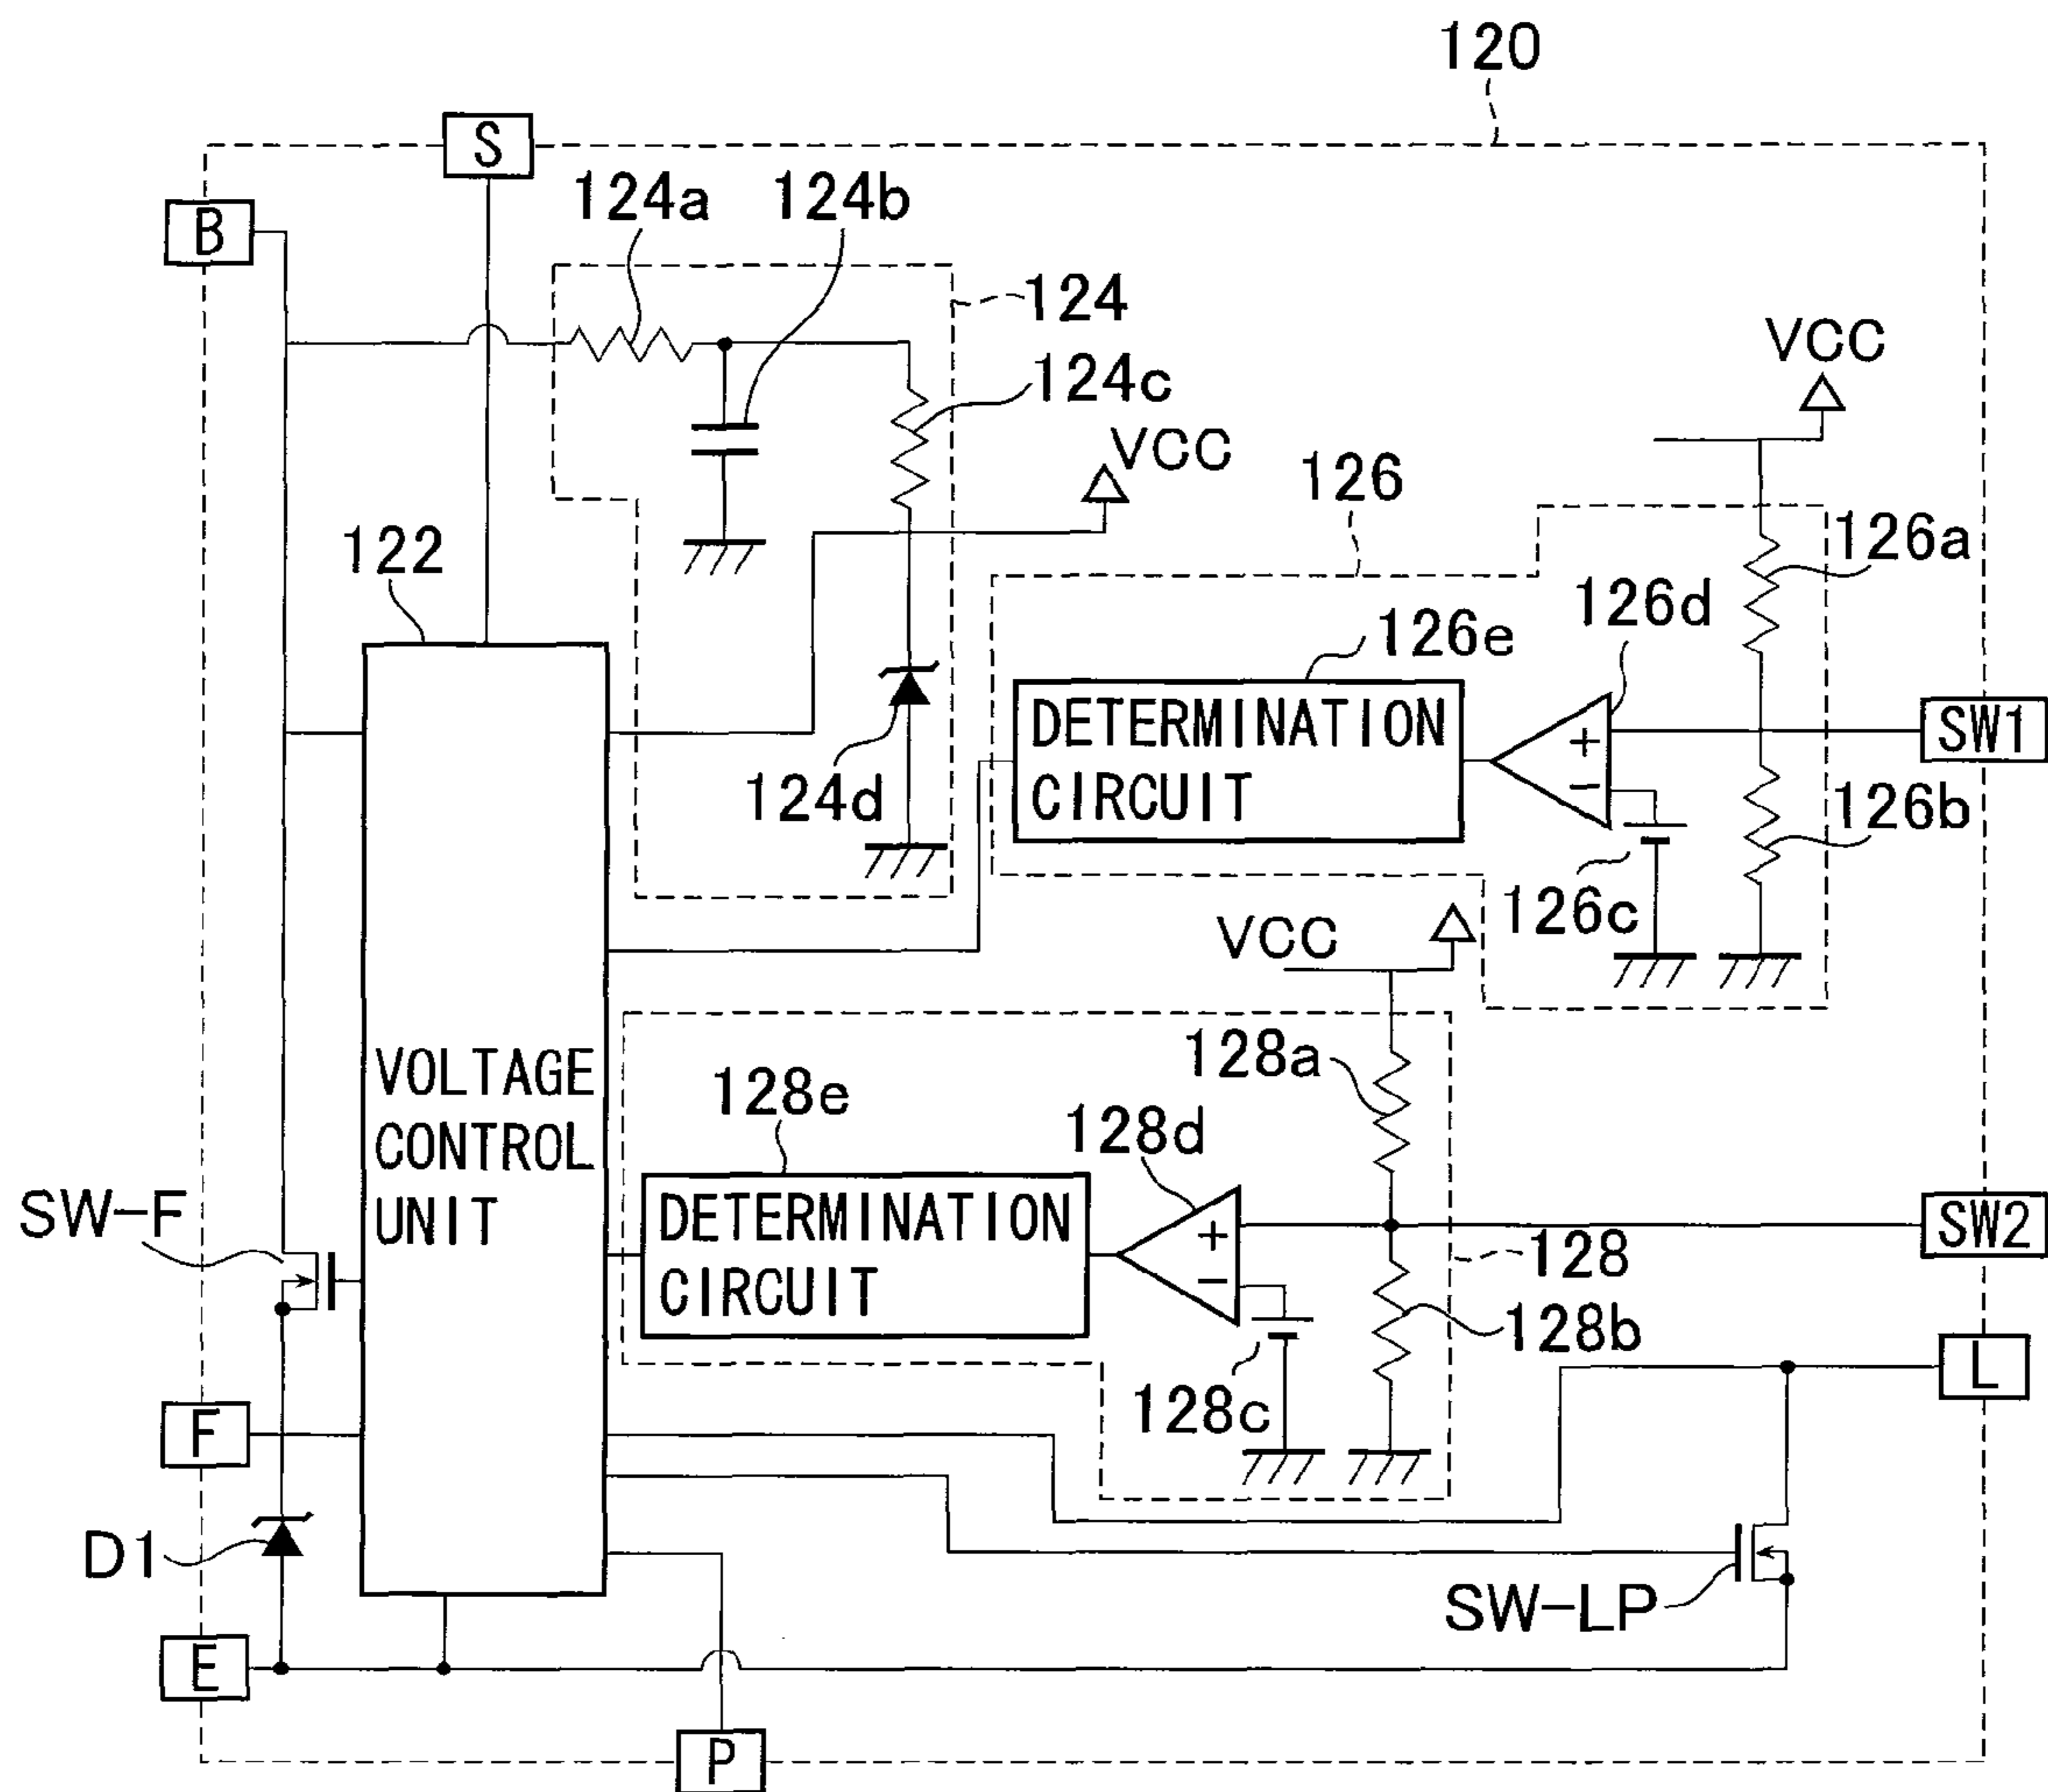 120
S
124a 124b
B
124
VCC
124c
VCC
126
122
126a
126d
126e
DETERMINATION
CIRCUIT
+
−
SW1
124d
126b
126c
VCC
128a
VOLTAGE
CONTROL
UNIT
128e
128d
SW-F
DETERMINATION
CIRCUIT
+
−
SW2
128
128b
L
128c
F
D1
SW-LP
E
P